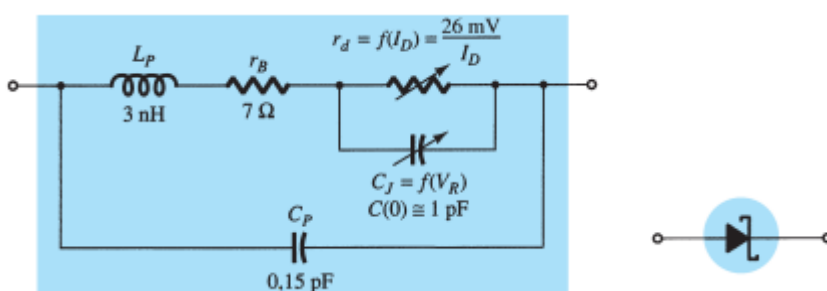 L_P
3 nH
r_B
7 Ω
r_d = f(I_D) = 26 mV / I_D
C_J = f(V_R)
C(0) ≅ 1 pF
C_P
0,15 pF